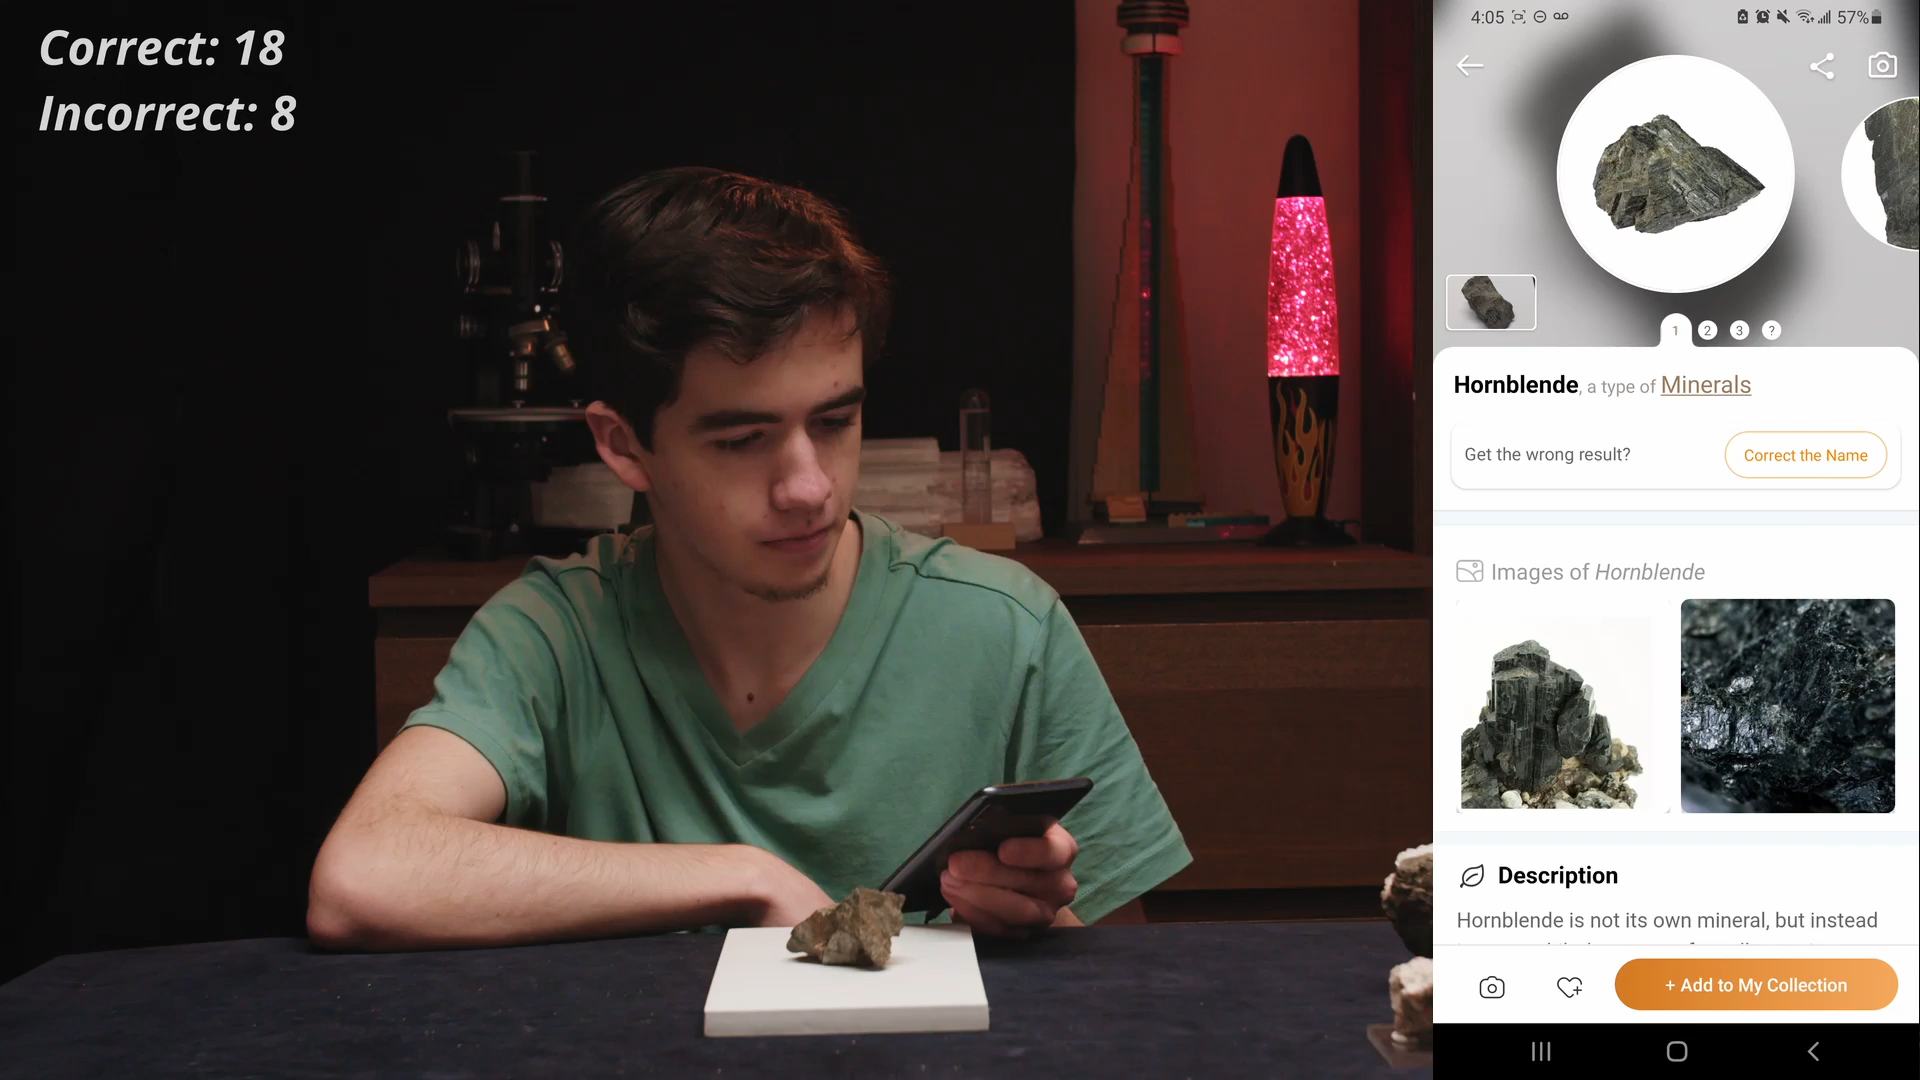 Correct: 18
Incorrect: 8
4:05
57%
1 2 3 ?
Hornblende, a type of Minerals
Get the wrong result?
Correct the Name
Images of Hornblende
Description
Hornblende is not its own mineral, but instead
+ Add to My Collection